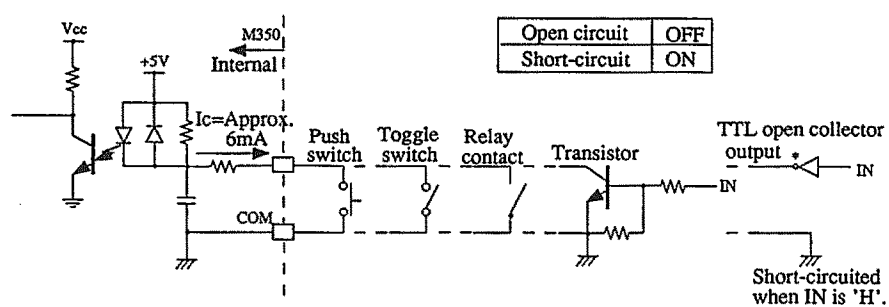 Vcc
+5V
M350
Internal
Open circuit OFF
Short-circuit ON
Ic=Approx.
6mA
Push
switch
Toggle
switch
Relay
contact
Transistor
TTL open collector
output
*
IN
IN
COM
Short-circuited
when IN is 'H'.